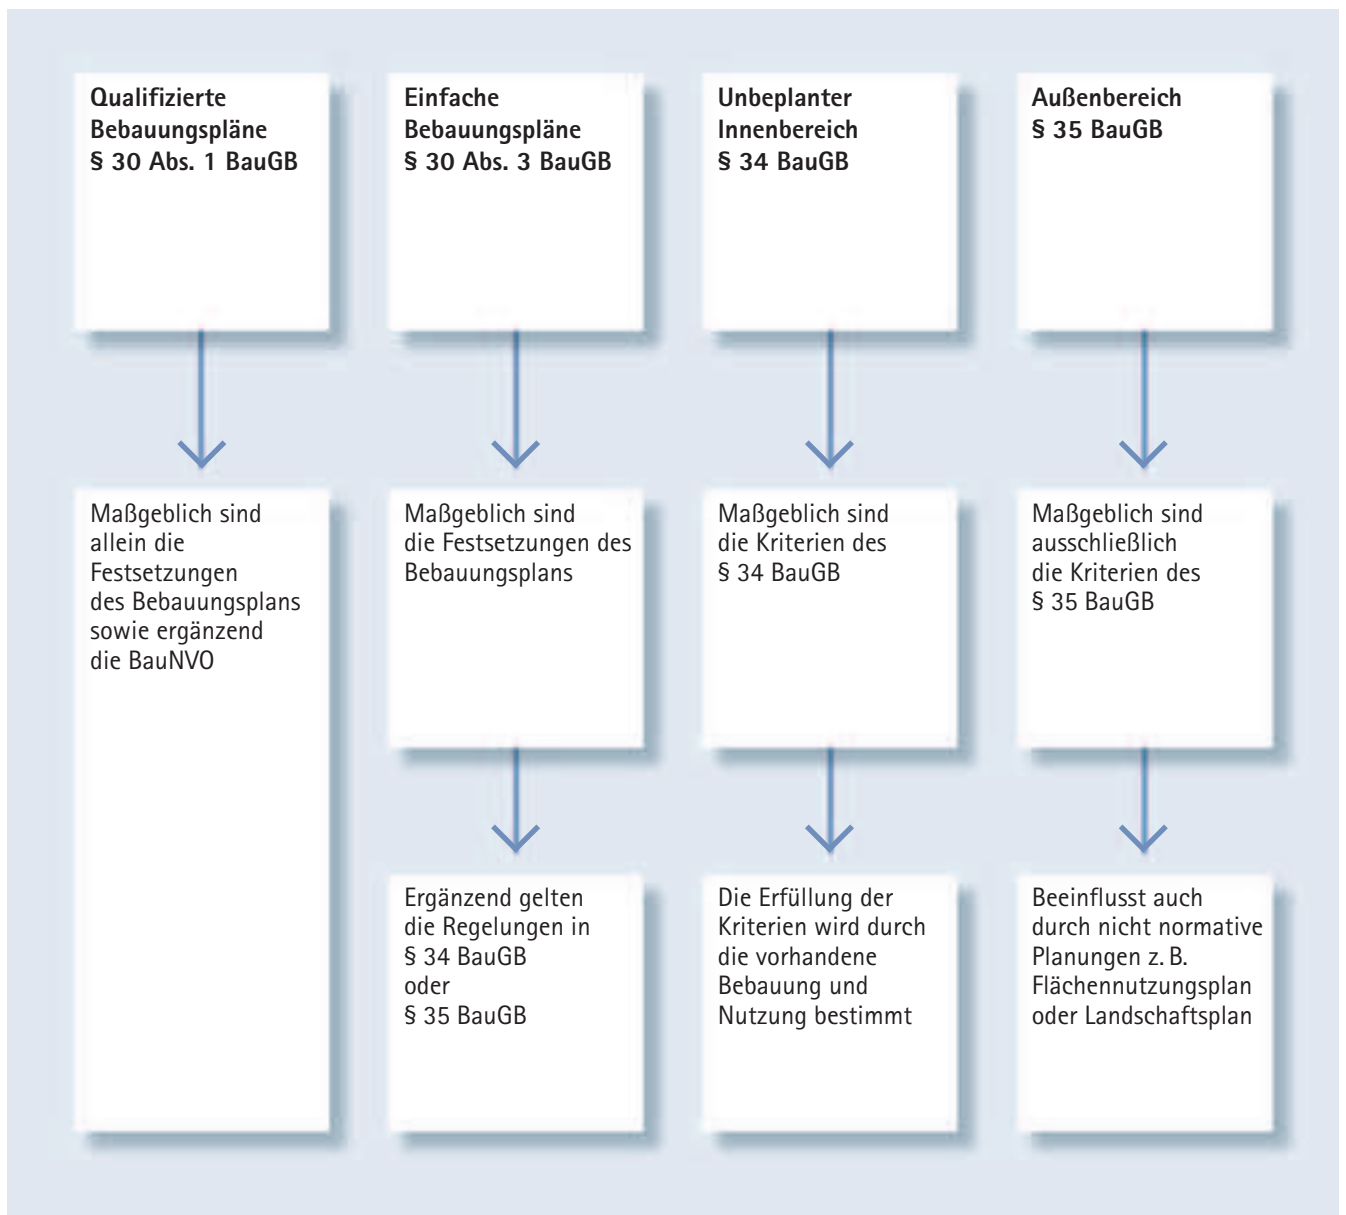 Qualifizierte
Bebauungspläne
§ 30 Abs. 1 BauGB
Einfache
Bebauungspläne
§ 30 Abs. 3 BauGB
Unbeplanter
Innenbereich
§ 34 BauGB
Außenbereich
§ 35 BauGB
Maßgeblich sind
allein die
Festsetzungen
des Bebauungsplans
sowie ergänzend
die BauNVO
Maßgeblich sind
die Festsetzungen des
Bebauungsplans
Maßgeblich sind
die Kriterien des
§ 34 BauGB
Maßgeblich sind
ausschließlich
die Kriterien des
§ 35 BauGB
Ergänzend gelten
die Regelungen in
§ 34 BauGB
oder
§ 35 BauGB
Die Erfüllung der
Kriterien wird durch
die vorhandene
Bebauung und
Nutzung bestimmt
Beeinflusst auch
durch nicht normative
Planungen z. B.
Flächennutzungsplan
oder Landschaftsplan